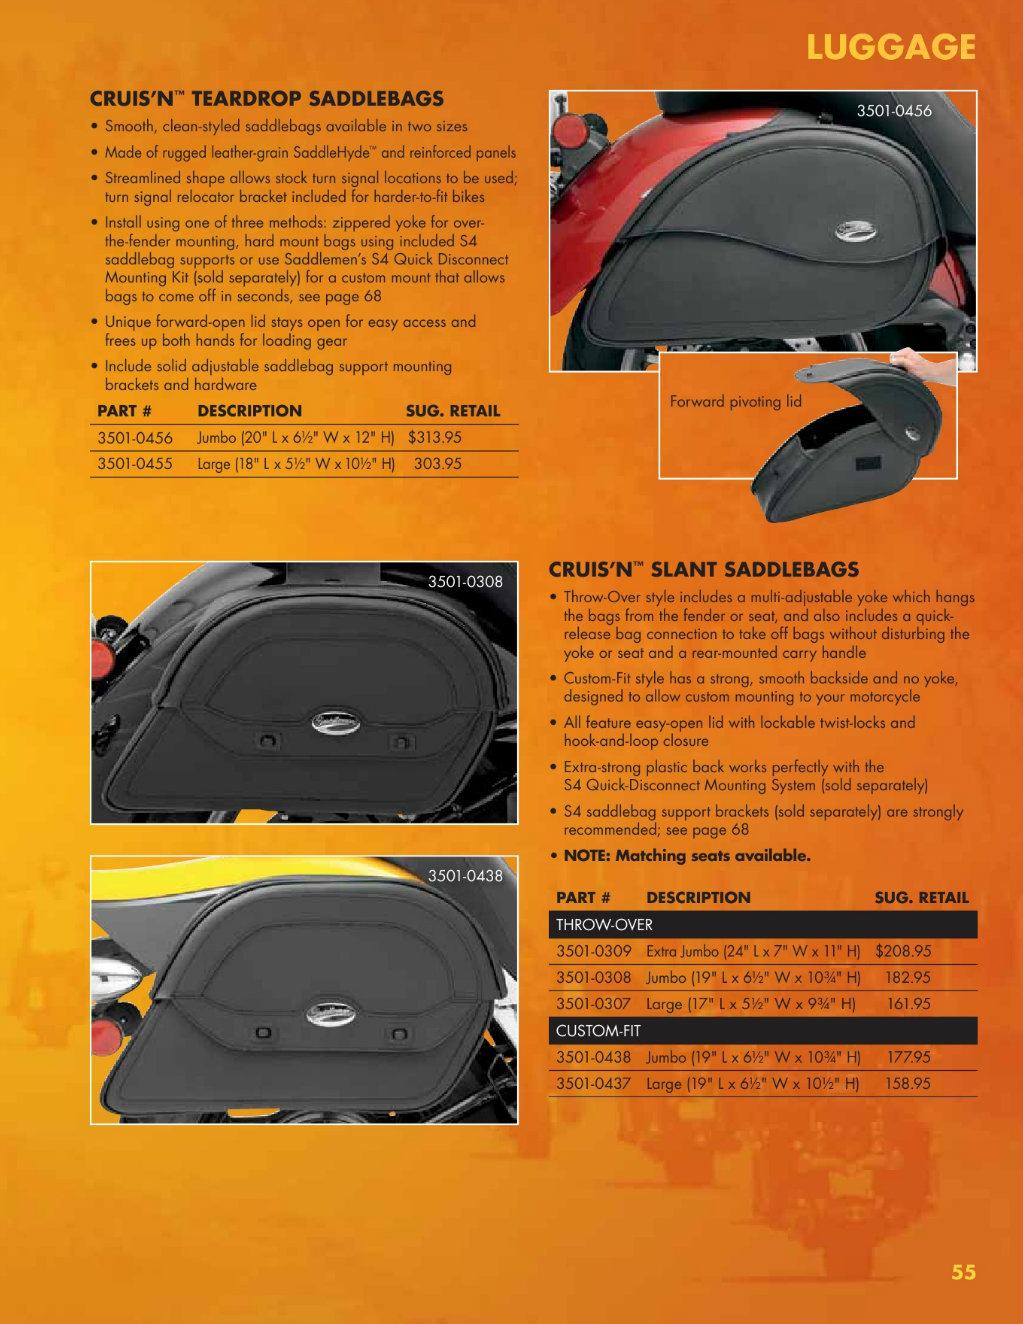 LUGGAGE
CRUIS’N™ TEARDROP SADDLEBAGS
• Smooth, clean-styled saddlebags available in two sizes
• Made of rugged leather-grain SaddleHyde™ and reinforced panels
• Streamlined shape allows stock turn signal locations to be used;
turn signal relocator bracket included for harder-to-fit bikes
• Install using one of three methods: zippered yoke for over-
the-fender mounting, hard mount bags using included S4
saddlebag supports or use Saddlemen’s S4 Quick Disconnect
Mounting Kit (sold separately) for a custom mount that allows
bags to come off in seconds, see page 68
• Unique forward-open lid stays open for easy access and
frees up both hands for loading gear
• Include solid adjustable saddlebag support mounting
brackets and hardware
PART # DESCRIPTION SUG. RETAIL
3501-0456 Jumbo (20" L x 6½" W x 12" H) $313.95
3501-0455 Large (18" L x 5½" W x 10½" H) 303.95
3501-0456
Forward pivoting lid
3501-0308
3501-0438
CRUIS’N™ SLANT SADDLEBAGS
• Throw-Over style includes a multi-adjustable yoke which hangs
the bags from the fender or seat, and also includes a quick-
release bag connection to take off bags without disturbing the
yoke or seat and a rear-mounted carry handle
• Custom-Fit style has a strong, smooth backside and no yoke,
designed to allow custom mounting to your motorcycle
• All feature easy-open lid with lockable twist-locks and
hook-and-loop closure
• Extra-strong plastic back works perfectly with the
S4 Quick-Disconnect Mounting System (sold separately)
• S4 saddlebag support brackets (sold separately) are strongly
recommended; see page 68
• NOTE: Matching seats available.
PART # DESCRIPTION SUG. RETAIL
THROW-OVER
3501-0309 Extra Jumbo (24" L x 7" W x 11" H) $208.95
3501-0308 Jumbo (19" L x 6½" W x 10¾" H) 182.95
3501-0307 Large (17" L x 5½" W x 9¾" H) 161.95
CUSTOM-FIT
3501-0438 Jumbo (19" L x 6½" W x 10¾" H) 177.95
3501-0437 Large (19" L x 6½" W x 10½" H) 158.95
55